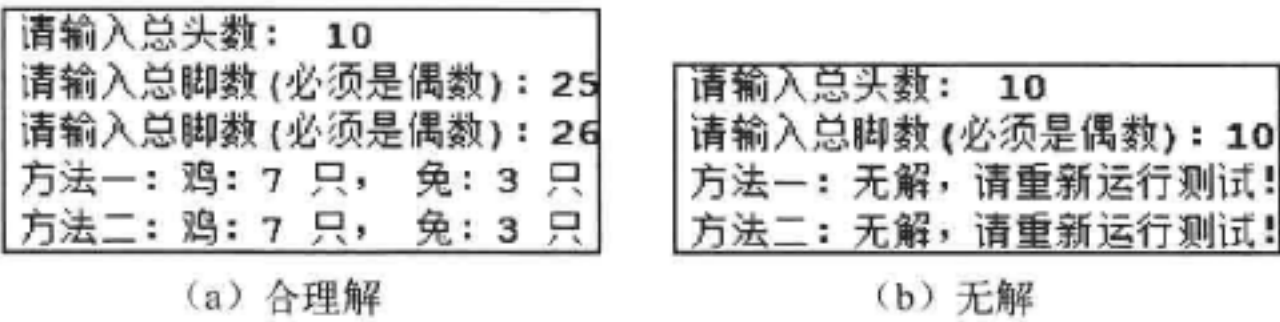 请输入总头数： 10
请输入总脚数(必须是偶数)：25
请输入总脚数(必须是偶数)：26
方法一：鸡：7 只， 兔：3 只
方法二：鸡：7 只， 兔：3 只
(a) 合理解
请输入总头数： 10
请输入总脚数(必须是偶数)：10
方法一：无解，请重新运行测试！
方法二：无解，请重新运行测试！
(b) 无解